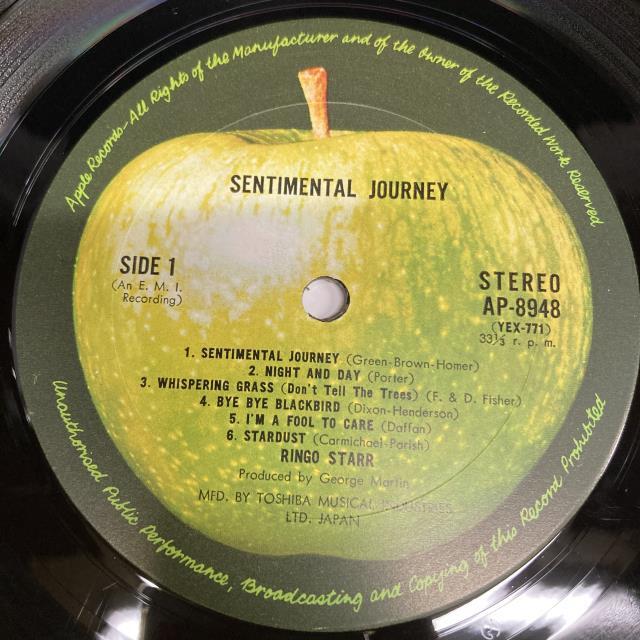 Apple Records-All Rights of the Manufacturer and of the Owner of the Recorded Work Reserved
SENTIMENTAL JOURNEY
SIDE 1
(An E. M. I.
Recording)
STEREO
AP-8948
(YEX-771)
33⅓ r. p. m.
1. SENTIMENTAL JOURNEY (Green-Brown-Homer)
2. NIGHT AND DAY (Porter)
3. WHISPERING GRASS (Don't Tell The Trees) (F. & D. Fisher)
4. BYE BYE BLACKBIRD (Dixon-Henderson)
5. I'M A FOOL TO CARE (Daffan)
6. STARDUST (Carmichael-Parish)
RINGO STARR
Produced by George Martin
MFD. BY TOSHIBA MUSICAL INDUSTRIES
LTD. JAPAN
Unauthorised Public Performance, Broadcasting and Copying of this Record Prohibited